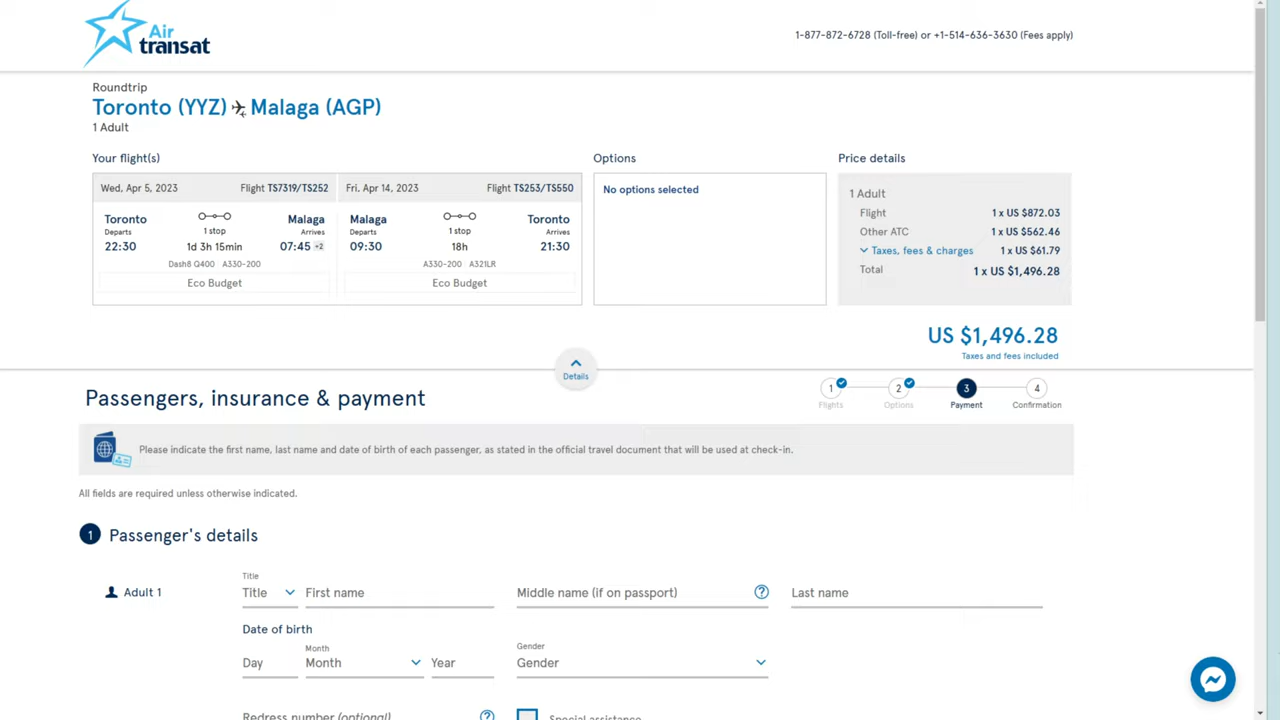 Air
transat
1-877-872-6728 (Toll-free) or +1-514-636-3630 (Fees apply)
Roundtrip
Toronto (YYZ) Malaga (AGP)
1 Adult
Your flight(s)
Wed, Apr 5, 2023 Flight TS7319/TS252
Toronto Malaga
Departs 1 stop Arrives
22:30 1d 3h 15min 07:45 +2
Dash8 Q400 A330-200
Eco Budget
Fri, Apr 14, 2023 Flight TS253/TS550
Malaga Toronto
Departs 1 stop Arrives
09:30 18h 21:30
A330-200 A321LR
Eco Budget
Options
No options selected
Price details
1 Adult
Flight 1 x US $872.03
Other ATC 1 x US $562.46
Taxes, fees & charges 1 x US $61.79
Total 1 x US $1,496.28
US $1,496.28
Taxes and fees included
Details
Passengers, insurance & payment
1 2 3 4
Flights Options Payment Confirmation
Please indicate the first name, last name and date of birth of each passenger, as stated in the official travel document that will be used at check-in.
All fields are required unless otherwise indicated.
1 Passenger's details
Adult 1
Title
Title First name Middle name (if on passport) ? Last name
Date of birth
Month Gender
Day Month Year Gender
Redress number (optional) ? Special assistance